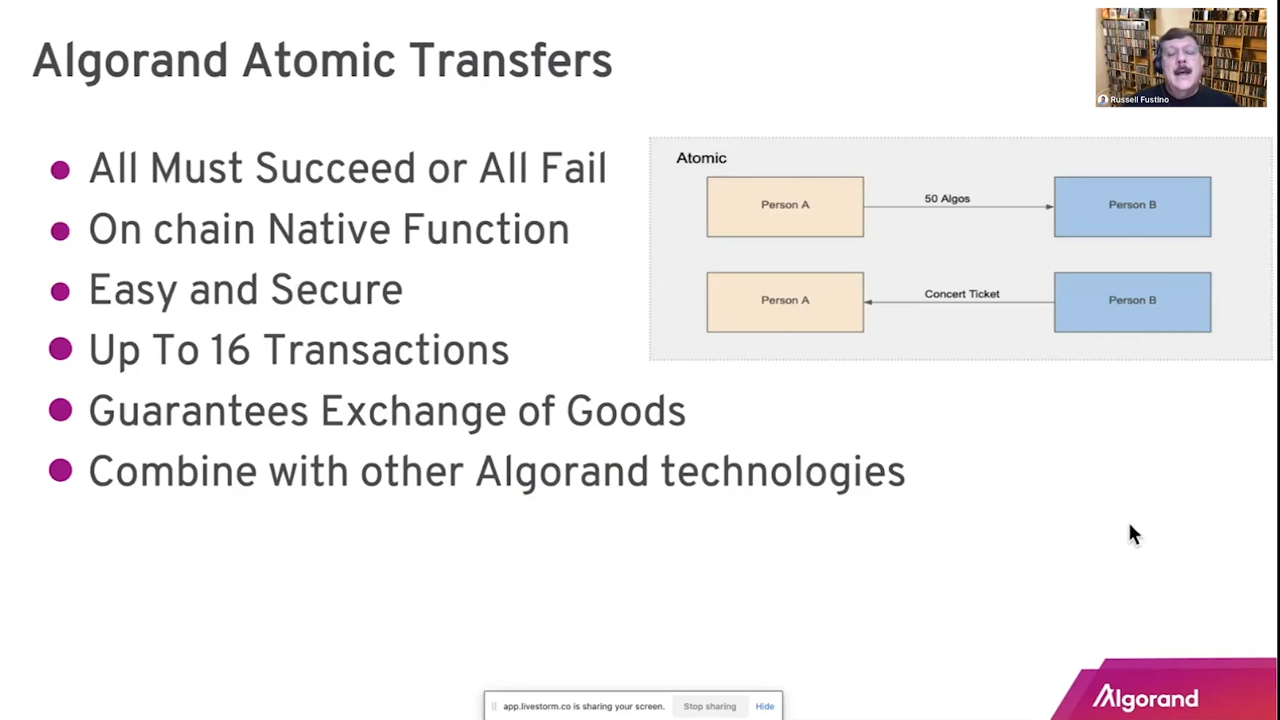 Algorand Atomic Transfers
Russell Fustino
All Must Succeed or All Fail
On chain Native Function
Easy and Secure
Up To 16 Transactions
Guarantees Exchange of Goods
Combine with other Algorand technologies
Atomic
Person A
50 Algos
Person B
Person A
Concert Ticket
Person B
app.livestorm.co is sharing your screen.
Stop sharing
Hide
Algorand